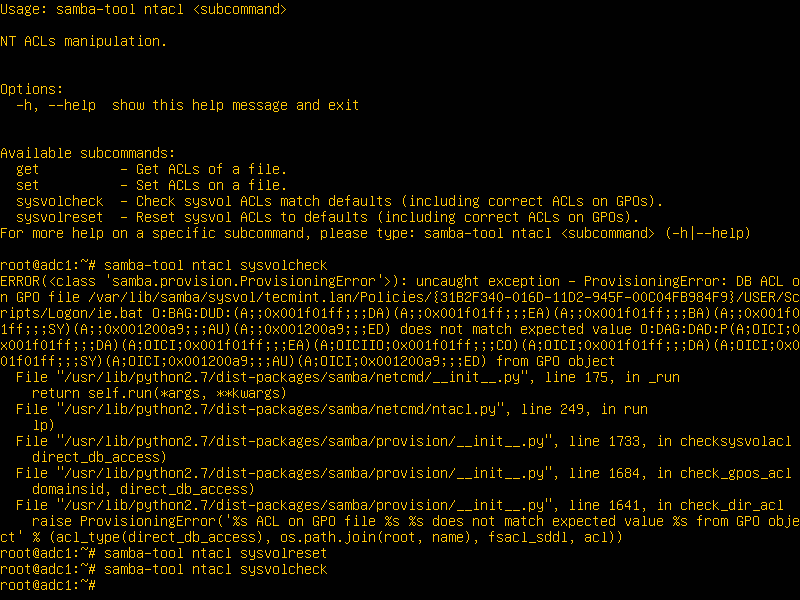 Usage: samba-tool ntacl <subcommand>
NT ACLs manipulation.
Options:
-h, --help  show this help message and exit
Available subcommands:
get          - Get ACLs of a file.
set          - Set ACLs on a file.
sysvolcheck  - Check sysvol ACLs match defaults (including correct ACLs on GPOs).
sysvolreset  - Reset sysvol ACLs to defaults (including correct ACLs on GPOs).
For more help on a specific subcommand, please type: samba-tool ntacl <subcommand> (-h|--help)
root@adc1:~# samba-tool ntacl sysvolcheck
ERROR(<class 'samba.provision.ProvisioningError'>): uncaught exception - ProvisioningError: DB ACL o
n GPO file /var/lib/samba/sysvol/tecmint.lan/Policies/{31B2F340-016D-11D2-945F-00C04FB984F9}/USER/Sc
ripts/Logon/ie.bat O:BAG:DUD:(A;;0x001f01ff;;;DA)(A;;0x001f01ff;;;EA)(A;;0x001f01ff;;;BA)(A;;0x001f0
1ff;;;SY)(A;;0x001200a9;;;AU)(A;;0x001200a9;;;ED) does not match expected value O:DAG:DAD:P(A;OICI;0
x001f01ff;;;DA)(A;OICI;0x001f01ff;;;EA)(A;OICIIO;0x001f01ff;;;CO)(A;OICI;0x001f01ff;;;DA)(A;OICI;0x0
01f01ff;;;SY)(A;OICI;0x001200a9;;;AU)(A;OICI;0x001200a9;;;ED) from GPO object
File "/usr/lib/python2.7/dist-packages/samba/netcmd/__init__.py", line 175, in _run
return self.run(*args, **kwargs)
File "/usr/lib/python2.7/dist-packages/samba/netcmd/ntacl.py", line 249, in run
lp)
File "/usr/lib/python2.7/dist-packages/samba/provision/__init__.py", line 1733, in checksysvolacl
direct_db_access)
File "/usr/lib/python2.7/dist-packages/samba/provision/__init__.py", line 1684, in check_gpos_acl
domainsid, direct_db_access)
File "/usr/lib/python2.7/dist-packages/samba/provision/__init__.py", line 1641, in check_dir_acl
raise ProvisioningError('%s ACL on GPO file %s %s does not match expected value %s from GPO obje
ct' % (acl_type(direct_db_access), os.path.join(root, name), fsacl_sddl, acl))
root@adc1:~# samba-tool ntacl sysvolreset
root@adc1:~# samba-tool ntacl sysvolcheck
root@adc1:~#